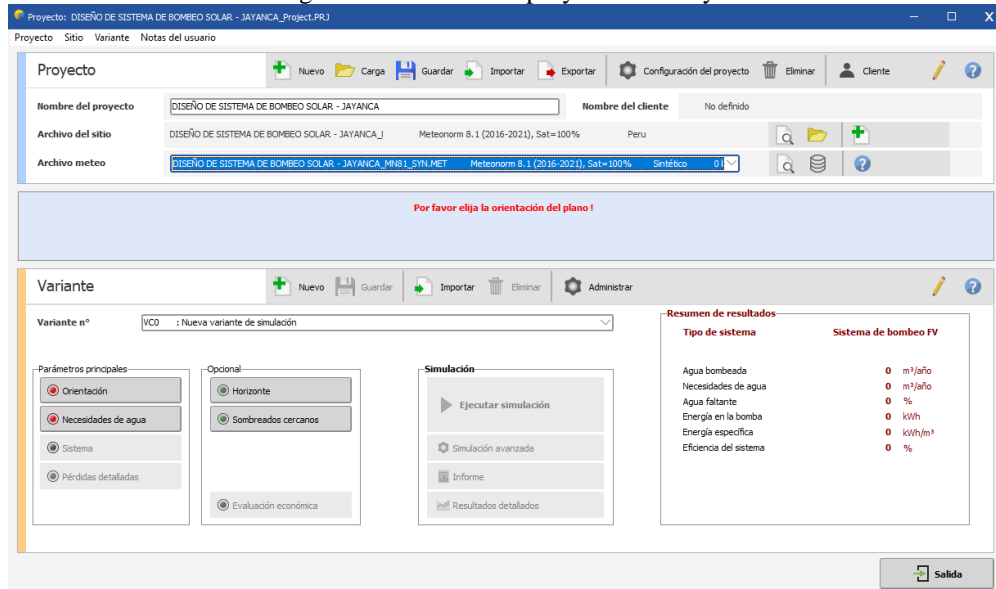 Proyecto: DISEÑO DE SISTEMA DE BOMBEO SOLAR - JAYANCA_Project.PRJ
Proyecto Sitio Variante Notas del usuario
Proyecto Nuevo Carga Guardar Importar Exportar Configuración del proyecto Eliminar Cliente
Nombre del proyecto DISEÑO DE SISTEMA DE BOMBEO SOLAR - JAYANCA Nombre del cliente No definido
Archivo del sitio DISEÑO DE SISTEMA DE BOMBEO SOLAR - JAYANCA_I Meteonorm 8.1 (2016-2021), Sat=100% Peru
Archivo meteo DISEÑO DE SISTEMA DE BOMBEO SOLAR - JAYANCA_MN81_SYN.MET Meteonorm 8.1 (2016-2021), Sat=100% Sintético 0
Por favor elija la orientación del plano !
Variante Nuevo Guardar Importar Eliminar Administrar
Variante n° VC0 : Nueva variante de simulación
Parámetros principales
Orientación
Necesidades de agua
Sistema
Pérdidas detalladas
Opcional
Horizonte
Sombreados cercanos
Evaluación económica
Simulación
Ejecutar simulación
Simulación avanzada
Informe
Resultados detallados
Resumen de resultados
Tipo de sistema Sistema de bombeo FV
Agua bombeada 0 m³/año
Necesidades de agua 0 m³/año
Agua faltante 0 %
Energía en la bomba 0 kWh
Energía específica 0 kWh/m³
Eficiencia del sistema 0 %
Salida